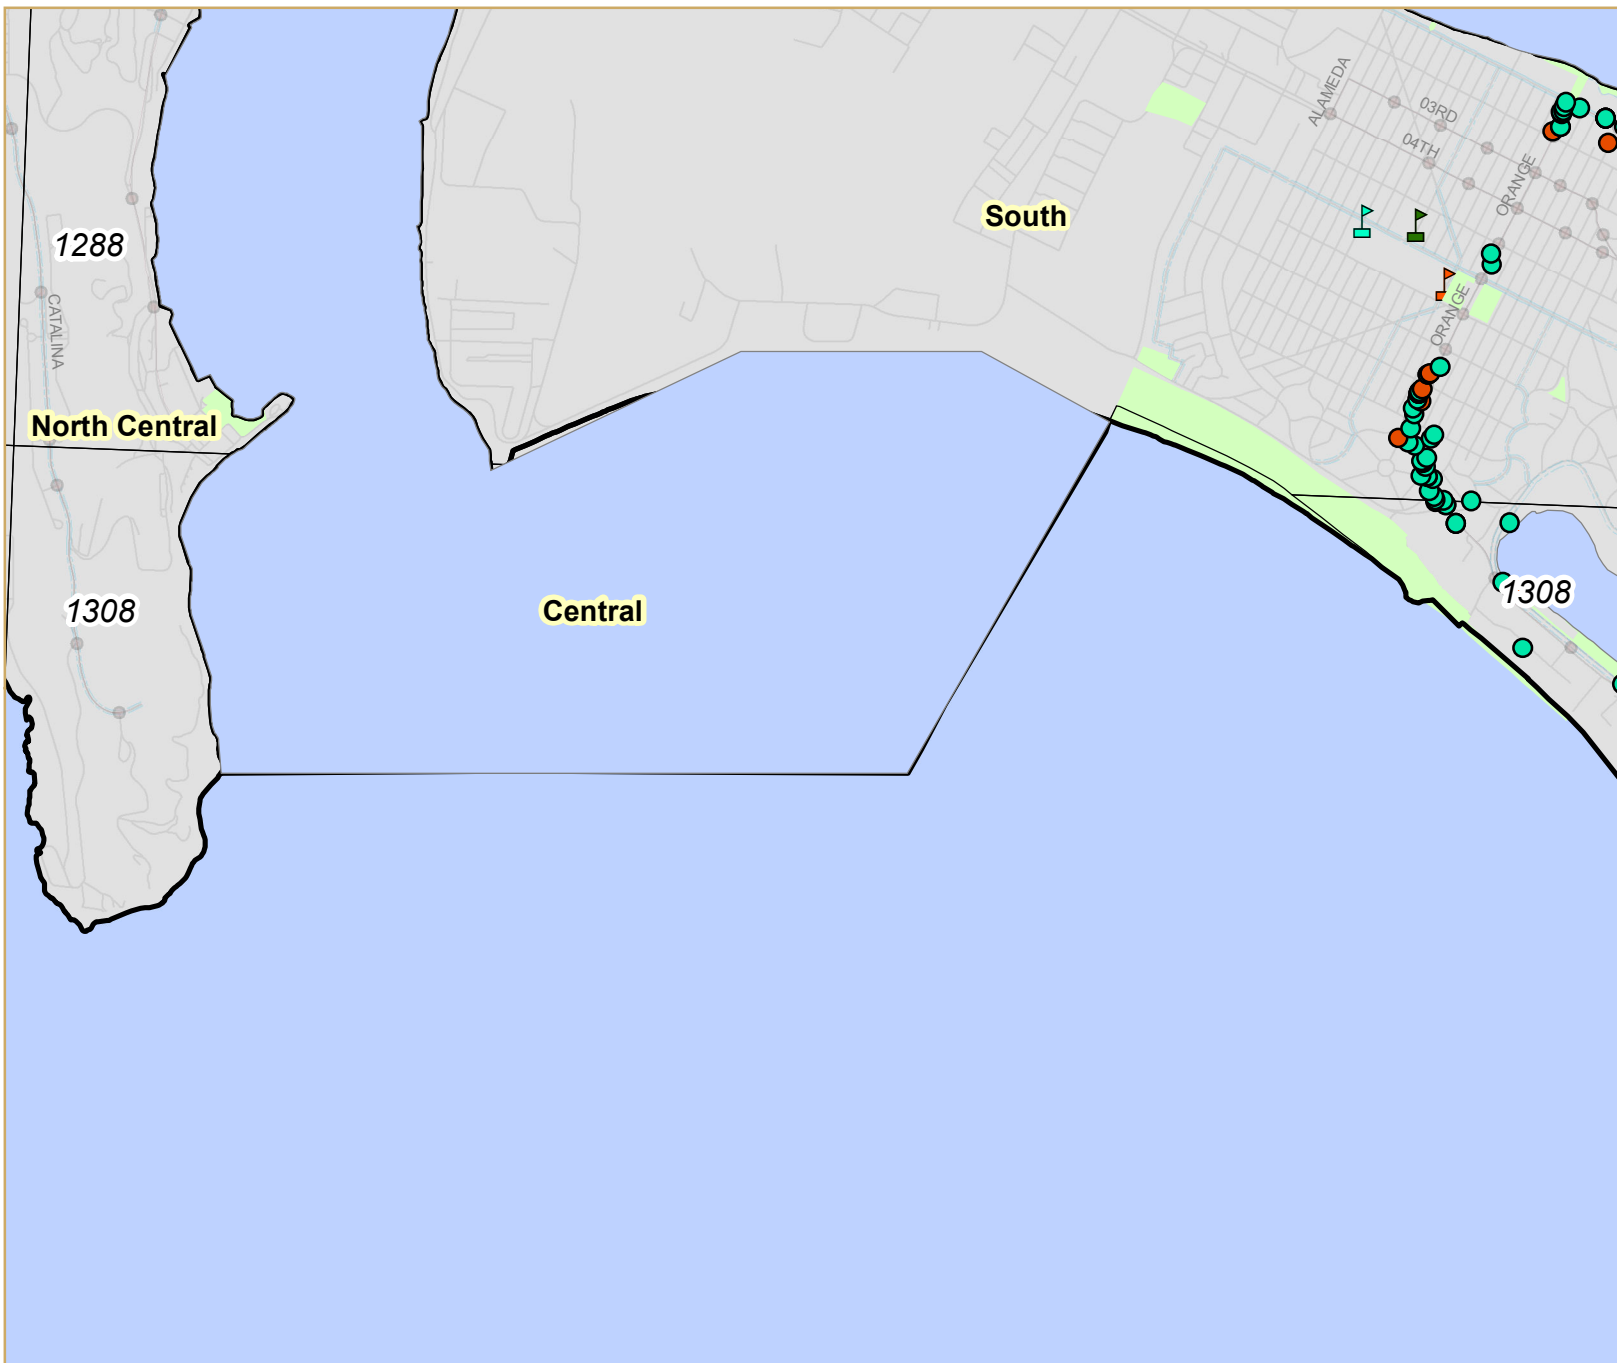 ALAMEDA
03RD
04TH
ORANGE
South
1288
CATALINA
ORANGE
North Central
1308
Central
1308